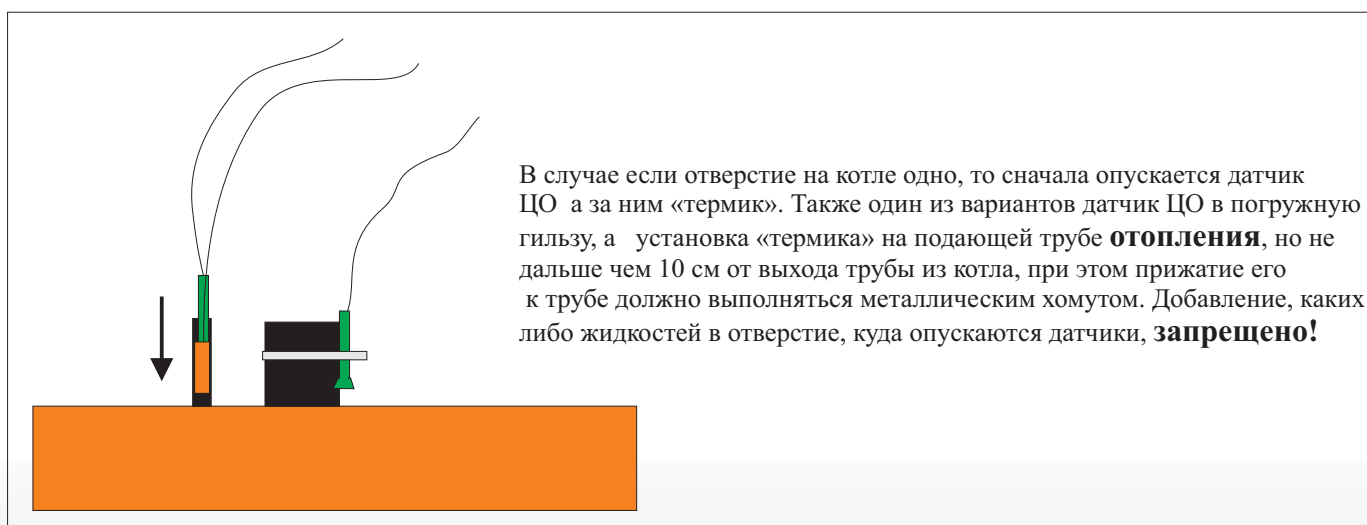 В случае если отверстие на котле одно, то сначала опускается датчик
ЦО а за ним «термик». Также один из вариантов датчик ЦО в погружную
гильзу, а установка «термика» на подающей трубе отопления, но не
дальше чем 10 см от выхода трубы из котла, при этом прижатие его
к трубе должно выполняться металлическим хомутом. Добавление, каких
либо жидкостей в отверстие, куда опускаются датчики, запрещено!